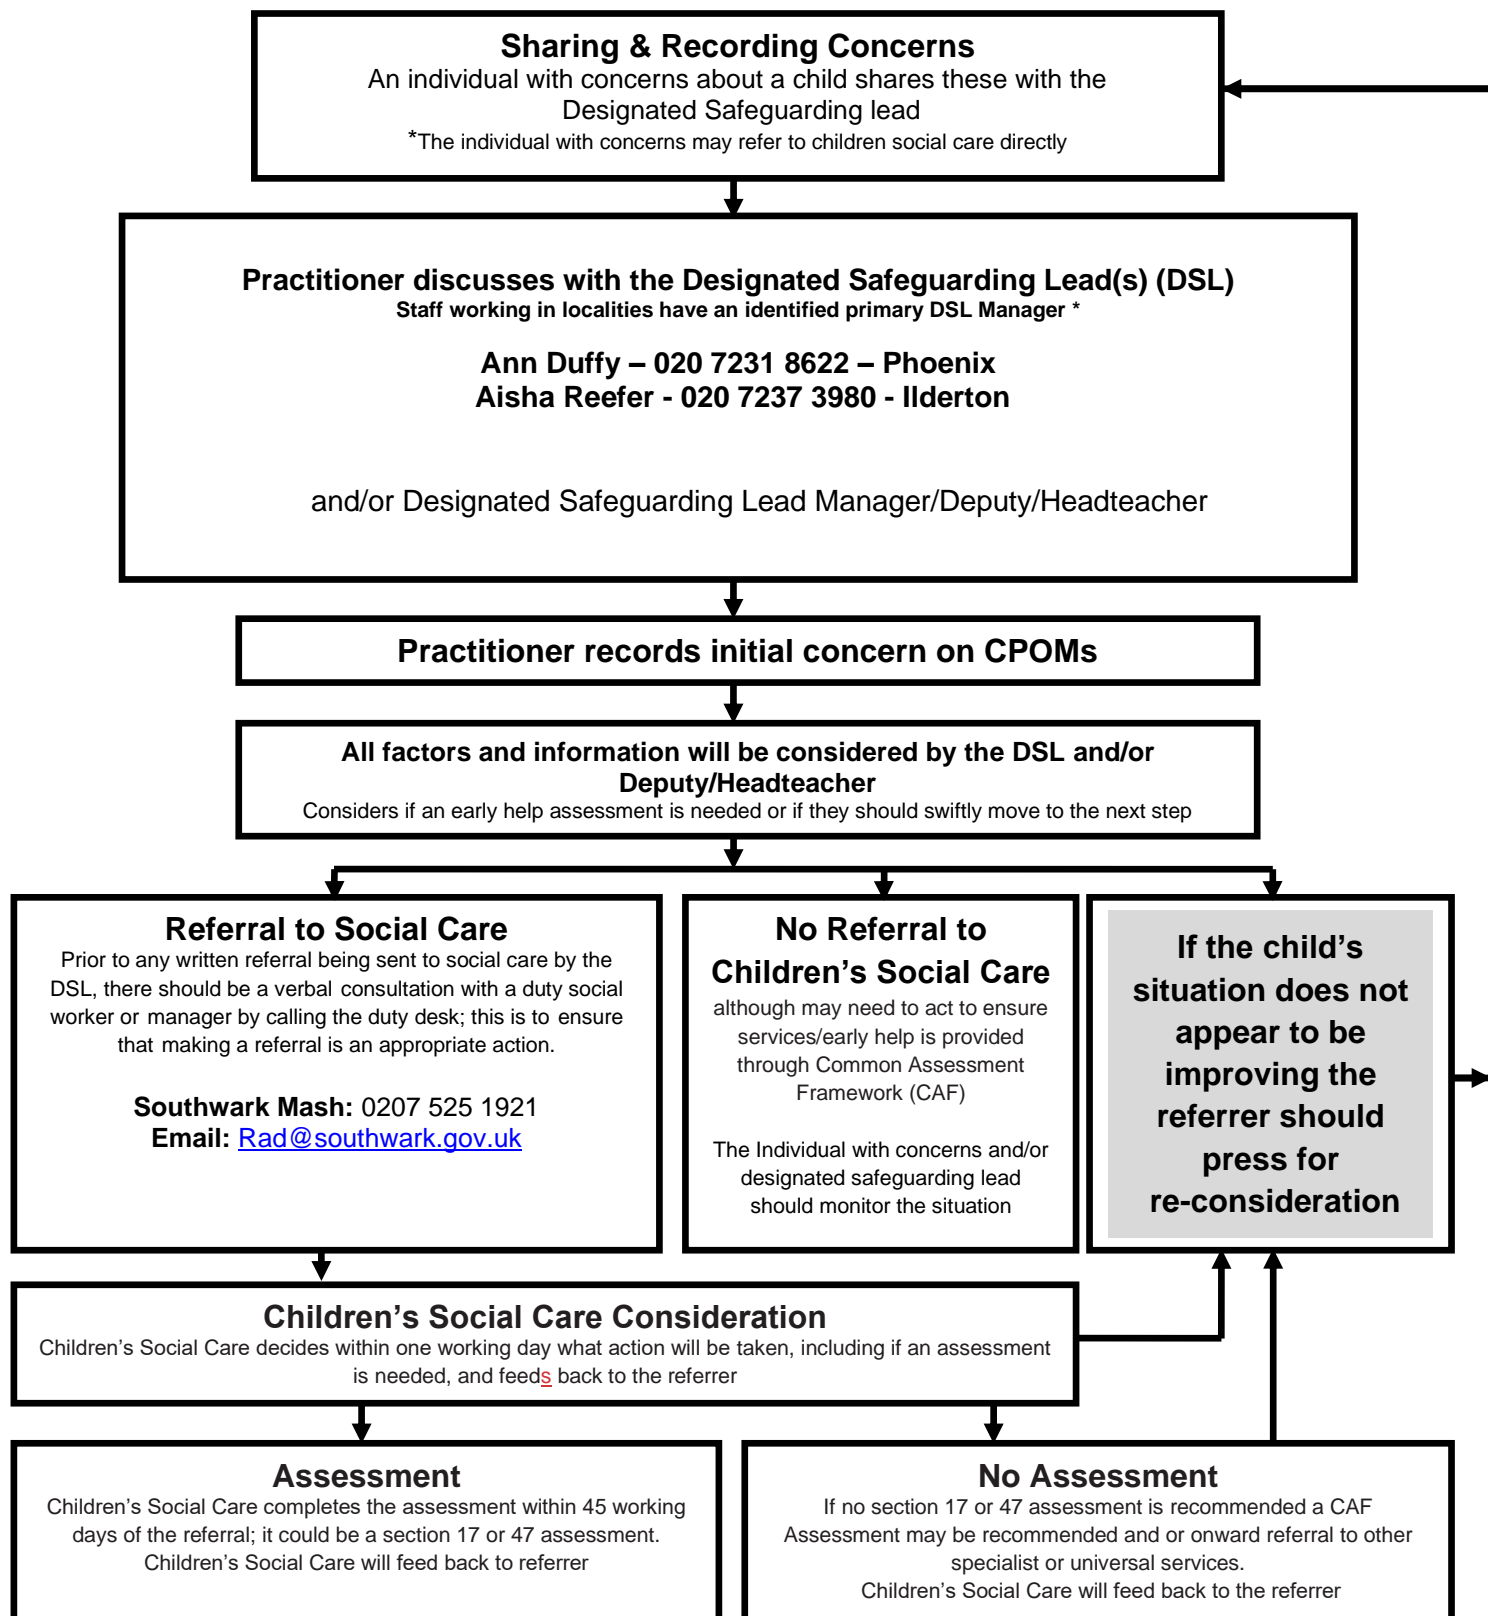 Sharing & Recording Concerns
An individual with concerns about a child shares these with the
Designated Safeguarding lead
*The individual with concerns may refer to children social care directly
Practitioner discusses with the Designated Safeguarding Lead(s) (DSL)
Staff working in localities have an identified primary DSL Manager *
Ann Duffy – 020 7231 8622 – Phoenix
Aisha Reefer - 020 7237 3980 - Ilderton
and/or Designated Safeguarding Lead Manager/Deputy/Headteacher
Practitioner records initial concern on CPOMs
All factors and information will be considered by the DSL and/or
Deputy/Headteacher
Considers if an early help assessment is needed or if they should swiftly move to the next step
Referral to Social Care
Prior to any written referral being sent to social care by the
DSL, there should be a verbal consultation with a duty social
worker or manager by calling the duty desk; this is to ensure
that making a referral is an appropriate action.
Southwark Mash: 0207 525 1921
Email: Rad@southwark.gov.uk
No Referral to
Children's Social Care
although may need to act to ensure
services/early help is provided
through Common Assessment
Framework (CAF)
The Individual with concerns and/or
designated safeguarding lead
should monitor the situation
If the child's
situation does not
appear to be
improving the
referrer should
press for
re-consideration
Children's Social Care Consideration
Children's Social Care decides within one working day what action will be taken, including if an assessment
is needed, and feeds back to the referrer
Assessment
Children's Social Care completes the assessment within 45 working
days of the referral; it could be a section 17 or 47 assessment.
Children's Social Care will feed back to referrer
No Assessment
If no section 17 or 47 assessment is recommended a CAF
Assessment may be recommended and or onward referral to other
specialist or universal services.
Children's Social Care will feed back to the referrer